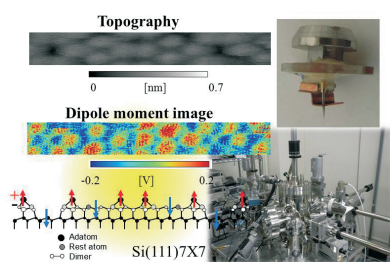 Topography
0 [nm] 0.7
Dipole moment image
-0.2 [V] 0.2
+
-
Adatom
Rest atom
Dimer
Si(111)7X7